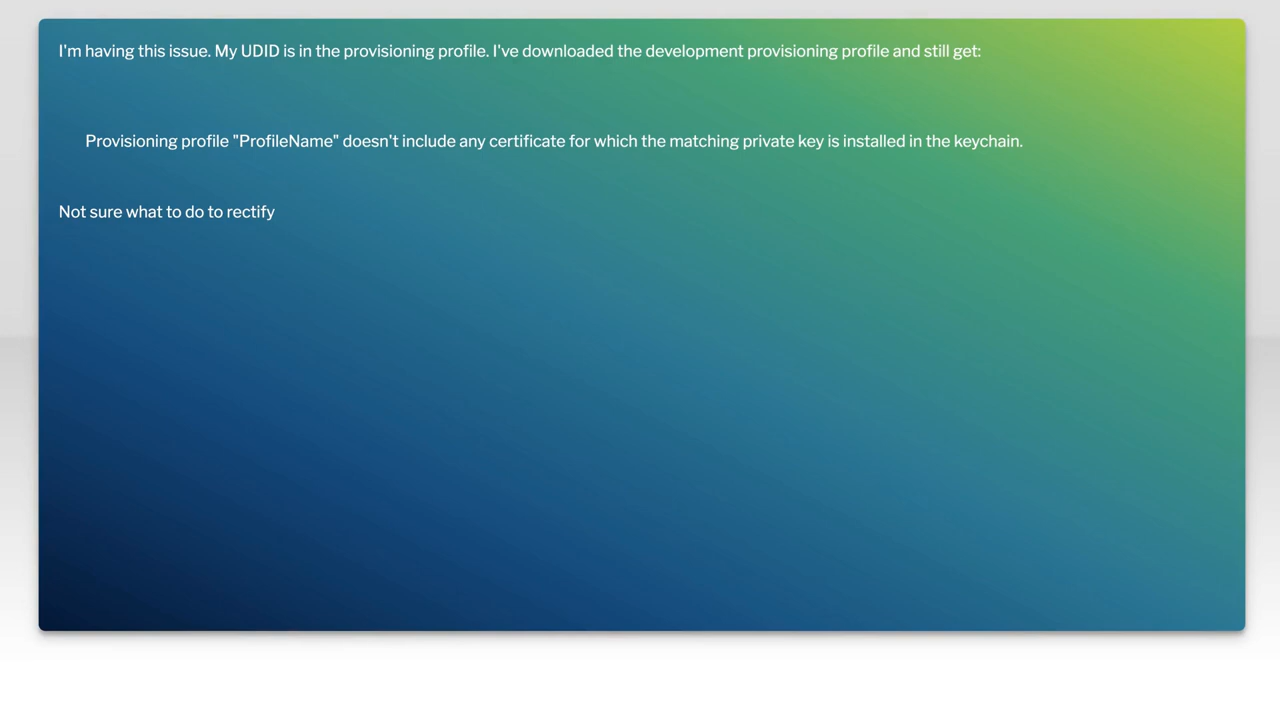 I'm having this issue. My UDID is in the provisioning profile. I've downloaded the development provisioning profile and still get:
Provisioning profile "ProfileName" doesn't include any certificate for which the matching private key is installed in the keychain.
Not sure what to do to rectify